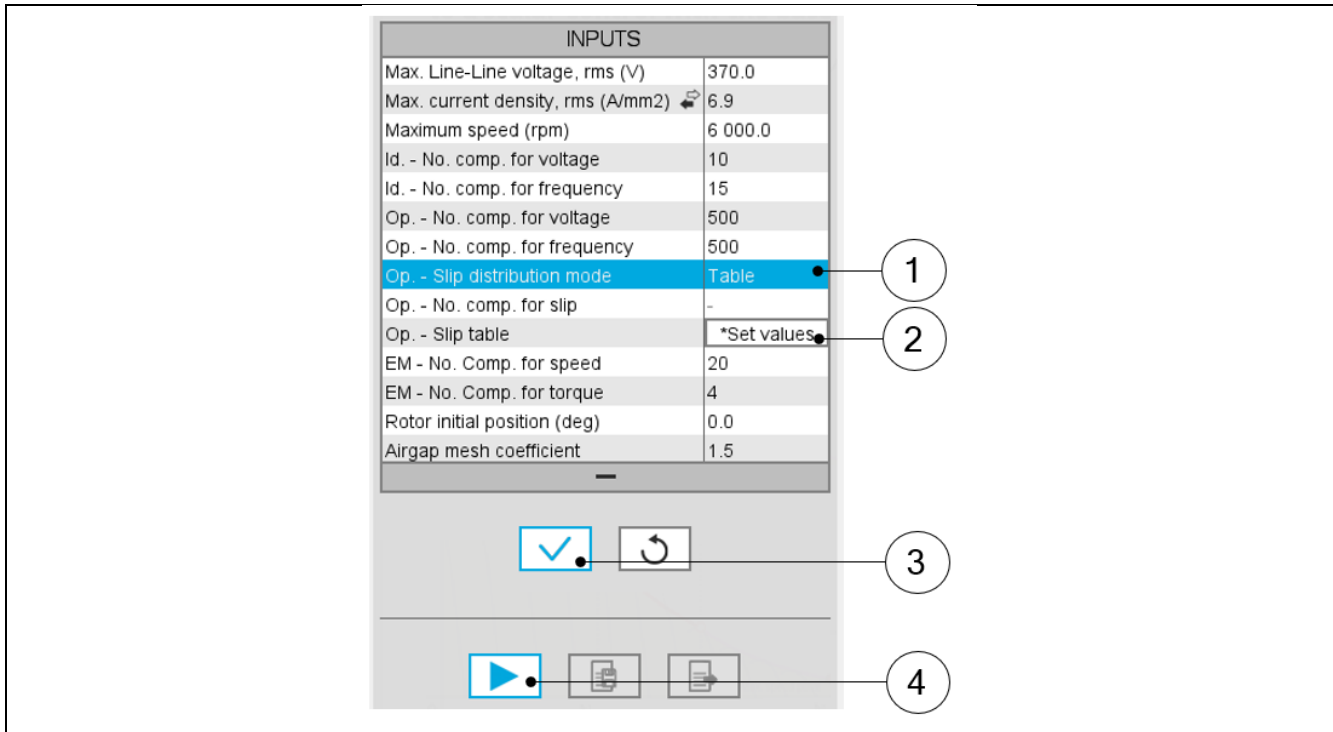 INPUTS
Max. Line-Line voltage, rms (V) 370.0
Max. current density, rms (A/mm2) 6.9
Maximum speed (rpm) 6 000.0
Id. - No. comp. for voltage 10
Id. - No. comp. for frequency 15
Op. - No. comp. for voltage 500
Op. - No. comp. for frequency 500
Op. - Slip distribution mode Table 1
Op. - No. comp. for slip -
Op. - Slip table *Set values 2
EM - No. Comp. for speed 20
EM - No. Comp. for torque 4
Rotor initial position (deg) 0.0
Airgap mesh coefficient 1.5
3
4